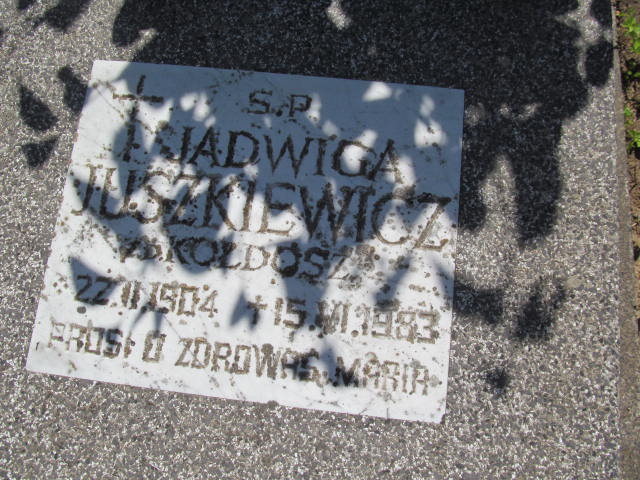 S.P.
JADWIGA
JUSZKIEWICZ
KOŁDOSZ
22.II.1904 +15.VI.1983
PROSI O ZDROWAŚ MARIA